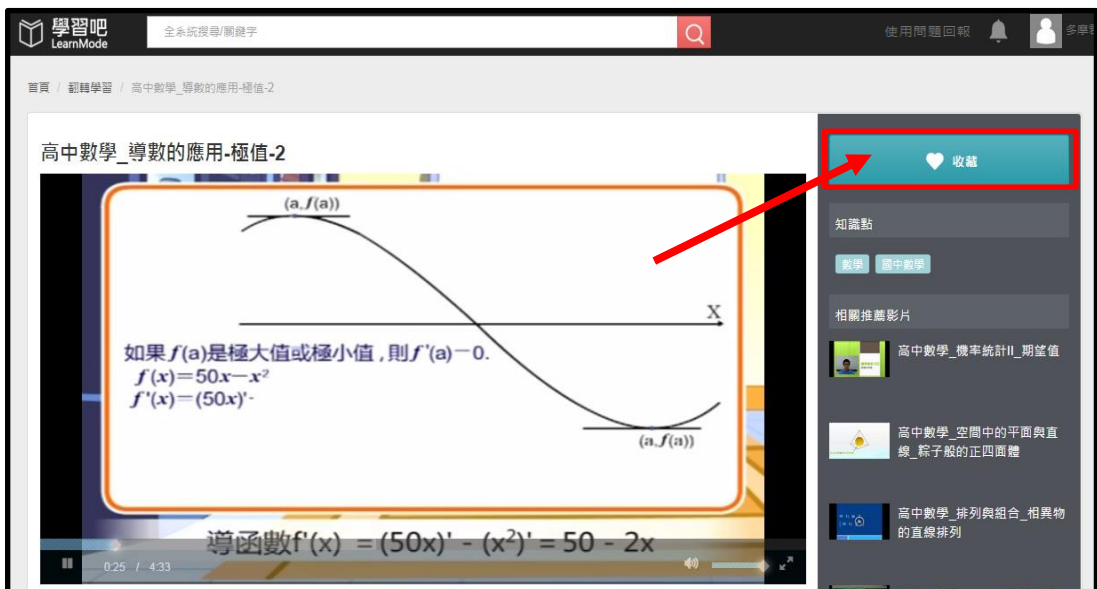 學習吧
LearnMode
全系統搜尋/關鍵字
使用問題回報
首頁 / 翻轉學習 / 高中數學_導數的應用-極值-2
高中數學_導數的應用-極值-2
(a,f(a))
X
如果f(a)是極大值或極小值,則f'(a)=0.
f(x)=50x-x²
f'(x)=(50x)'-
(a,f(a))
導函數f'(x) = (50x)' - (x²)' = 50 - 2x
0:25 / 4:33
收藏
知識點
數學 國中數學
相關推薦影片
高中數學_機率統計II_期望值
高中數學_空間中的平面與直
線_粽子般的正四面體
高中數學_排列與組合_相異物
的直線排列